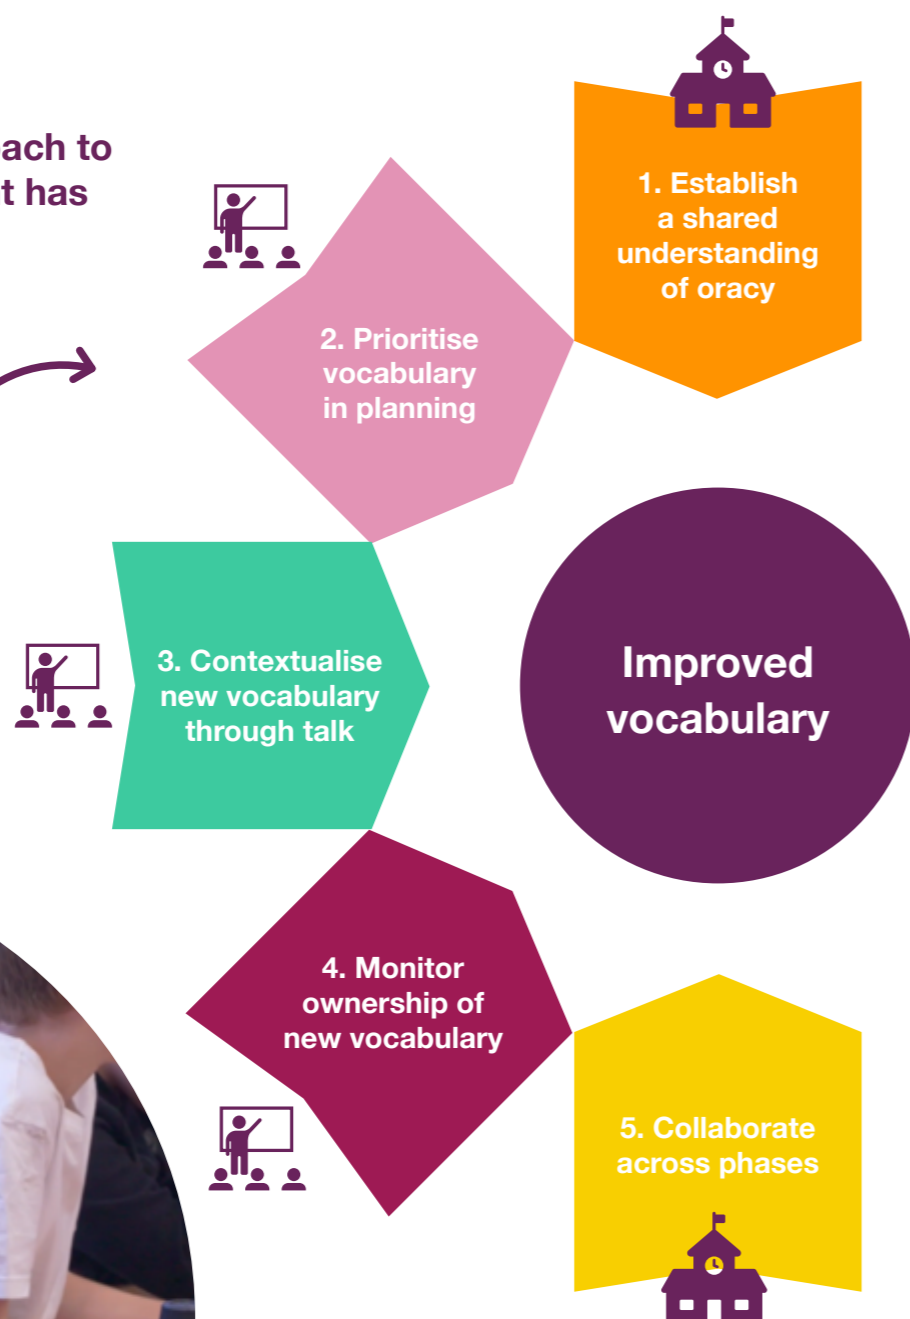 ach to
t has
1. Establish
a shared
understanding
of oracy
2. Prioritise
vocabulary
in planning
3. Contextualise
new vocabulary
through talk
Improved
vocabulary
4. Monitor
ownership of
new vocabulary
5. Collaborate
across phases